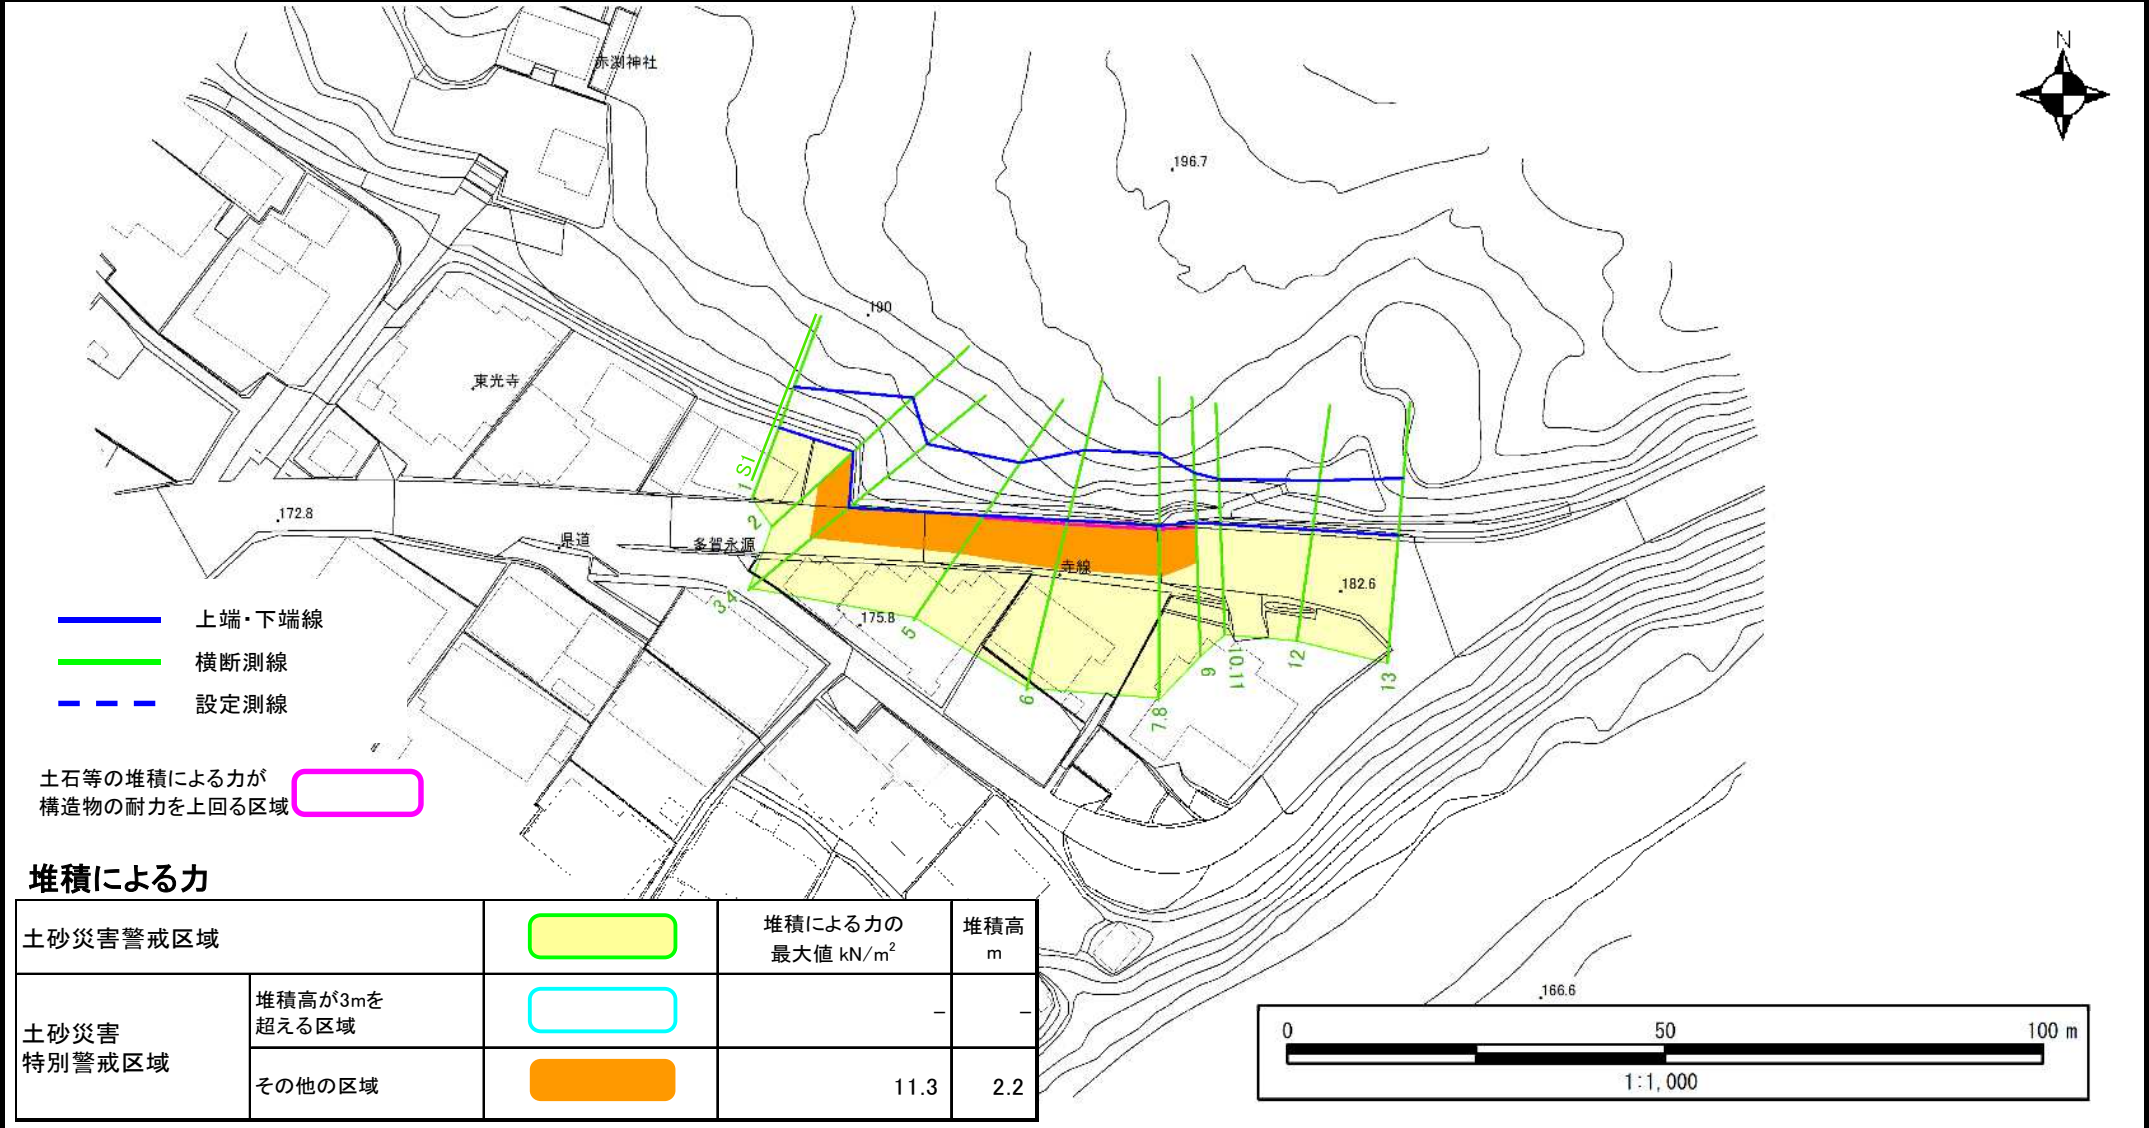 赤渕神社
N
196.7
190
東光寺
S1
1
2
172.8
県道
多賀永源
寺線
182.6
3.4
175.8
5
6
7.8
9
10.11
12
13
上端・下端線
横断測線
設定測線
土石等の堆積による力が
構造物の耐力を上回る区域
堆積による力
土砂災害警戒区域
堆積による力の
最大値 kN/m²
堆積高
m
土砂災害
特別警戒区域
堆積高が3mを
超える区域
−
−
その他の区域
11.3
2.2
166.6
0 50 100 m
1:1,000